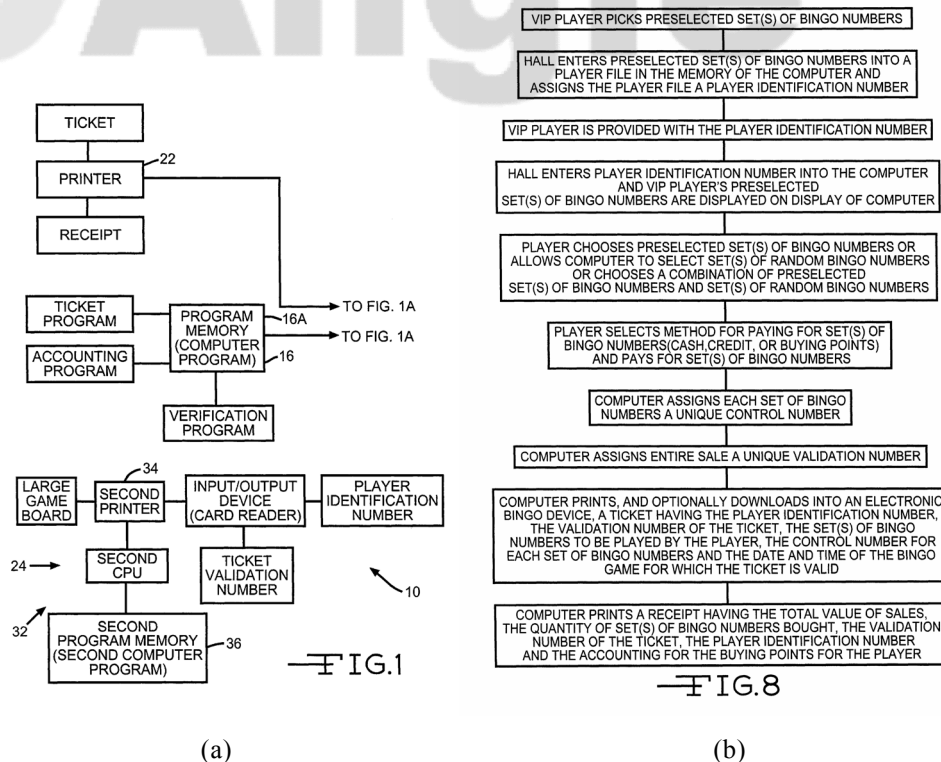 Angle
TICKET
22
PRINTER
RECEIPT
TO FIG. 1A
TICKET
PROGRAM
PROGRAM
MEMORY
(COMPUTER
PROGRAM)
16A
TO FIG. 1A
16
ACCOUNTING
PROGRAM
VERIFICATION
PROGRAM
34
LARGE
GAME
BOARD
SECOND
PRINTER
INPUT/OUTPUT
DEVICE
(CARD READER)
PLAYER
IDENTIFICATION
NUMBER
24
SECOND
CPU
TICKET
VALIDATION
NUMBER
10
32
SECOND
PROGRAM MEMORY
(SECOND COMPUTER
PROGRAM)
36
FIG.1
(a)
VIP PLAYER PICKS PRESELECTED SET(S) OF BINGO NUMBERS
HALL ENTERS PRESELECTED SET(S) OF BINGO NUMBERS INTO A
PLAYER FILE IN THE MEMORY OF THE COMPUTER AND
ASSIGNS THE PLAYER FILE A PLAYER IDENTIFICATION NUMBER
VIP PLAYER IS PROVIDED WITH THE PLAYER IDENTIFICATION NUMBER
HALL ENTERS PLAYER IDENTIFICATION NUMBER INTO THE COMPUTER
AND VIP PLAYER'S PRESELECTED
SET(S) OF BINGO NUMBERS ARE DISPLAYED ON DISPLAY OF COMPUTER
PLAYER CHOOSES PRESELECTED SET(S) OF BINGO NUMBERS OR
ALLOWS COMPUTER TO SELECT SET(S) OF RANDOM BINGO NUMBERS
OR CHOOSES A COMBINATION OF PRESELECTED
SET(S) OF BINGO NUMBERS AND SET(S) OF RANDOM BINGO NUMBERS
PLAYER SELECTS METHOD FOR PAYING FOR SET(S) OF
BINGO NUMBERS(CASH,CREDIT, OR BUYING POINTS)
AND PAYS FOR SET(S) OF BINGO NUMBERS
COMPUTER ASSIGNS EACH SET OF BINGO
NUMBERS A UNIQUE CONTROL NUMBER
COMPUTER ASSIGNS ENTIRE SALE A UNIQUE VALIDATION NUMBER
COMPUTER PRINTS, AND OPTIONALLY DOWNLOADS INTO AN ELECTRONIC
BINGO DEVICE, A TICKET HAVING THE PLAYER IDENTIFICATION NUMBER,
THE VALIDATION NUMBER OF THE TICKET, THE SET(S) OF BINGO
NUMBERS TO BE PLAYED BY THE PLAYER, THE CONTROL NUMBER FOR
EACH SET OF BINGO NUMBERS AND THE DATE AND TIME OF THE BINGO
GAME FOR WHICH THE TICKET IS VALID
COMPUTER PRINTS A RECEIPT HAVING THE TOTAL VALUE OF SALES,
THE QUANTITY OF SET(S) OF BINGO NUMBERS BOUGHT, THE VALIDATION
NUMBER OF THE TICKET, THE PLAYER IDENTIFICATION NUMBER
AND THE ACCOUNTING FOR THE BUYING POINTS FOR THE PLAYER
FIG.8
(b)